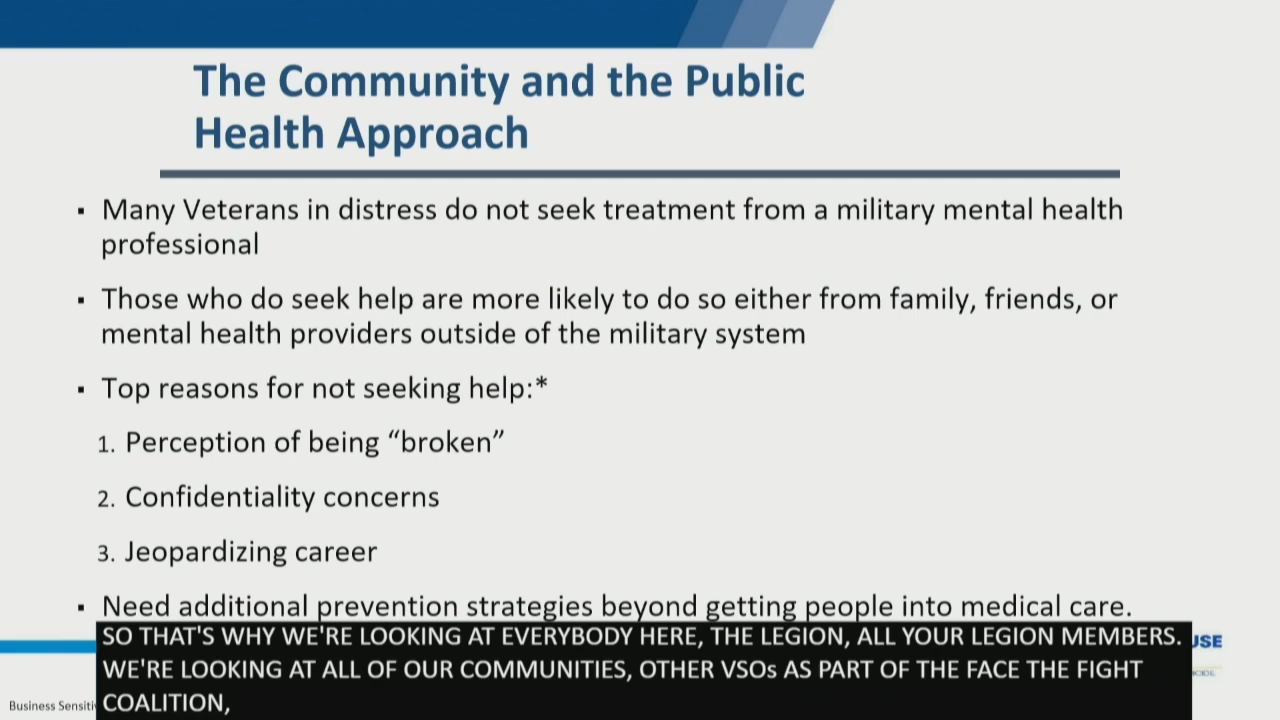 The Community and the Public
Health Approach
▪ Many Veterans in distress do not seek treatment from a military mental health
professional
▪ Those who do seek help are more likely to do so either from family, friends, or
mental health providers outside of the military system
▪ Top reasons for not seeking help:*
1. Perception of being “broken”
2. Confidentiality concerns
3. Jeopardizing career
▪ Need additional prevention strategies beyond getting people into medical care.
SO THAT'S WHY WE'RE LOOKING AT EVERYBODY HERE, THE LEGION, ALL YOUR LEGION MEMBERS.
WE'RE LOOKING AT ALL OF OUR COMMUNITIES, OTHER VSOs AS PART OF THE FACE THE FIGHT
COALITION,
Business